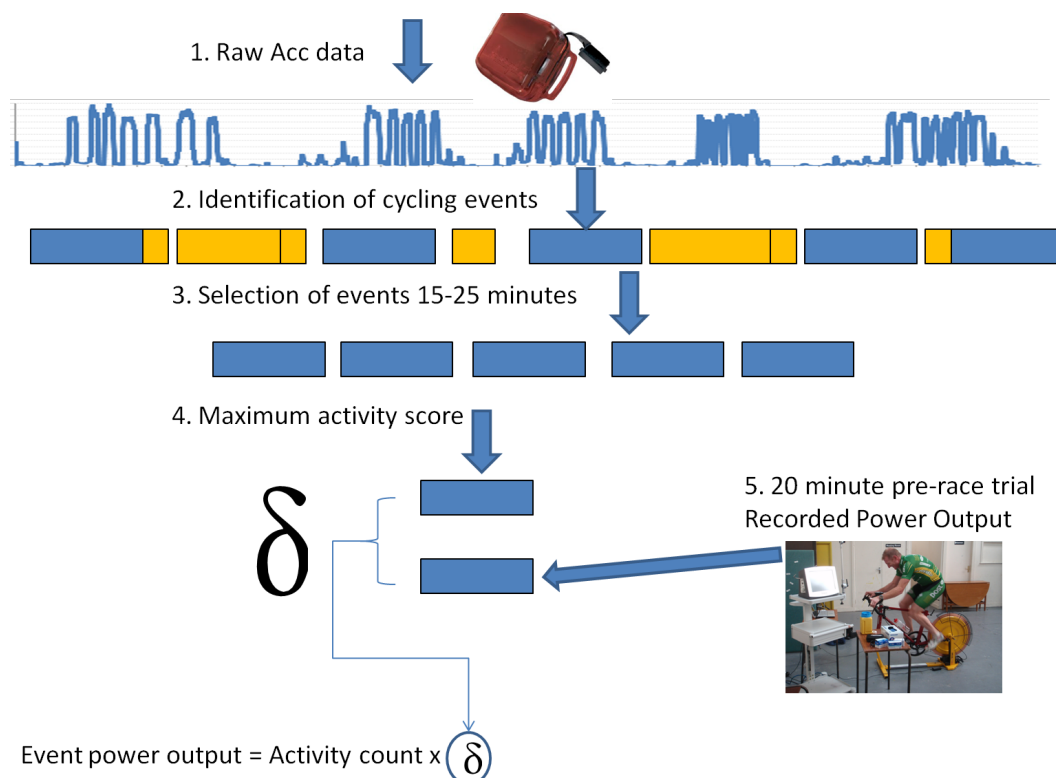 1. Raw Acc data
2. Identification of cycling events
3. Selection of events 15-25 minutes
4. Maximum activity score
δ
5. 20 minute pre-race trial
Recorded Power Output
Event power output = Activity count x δ